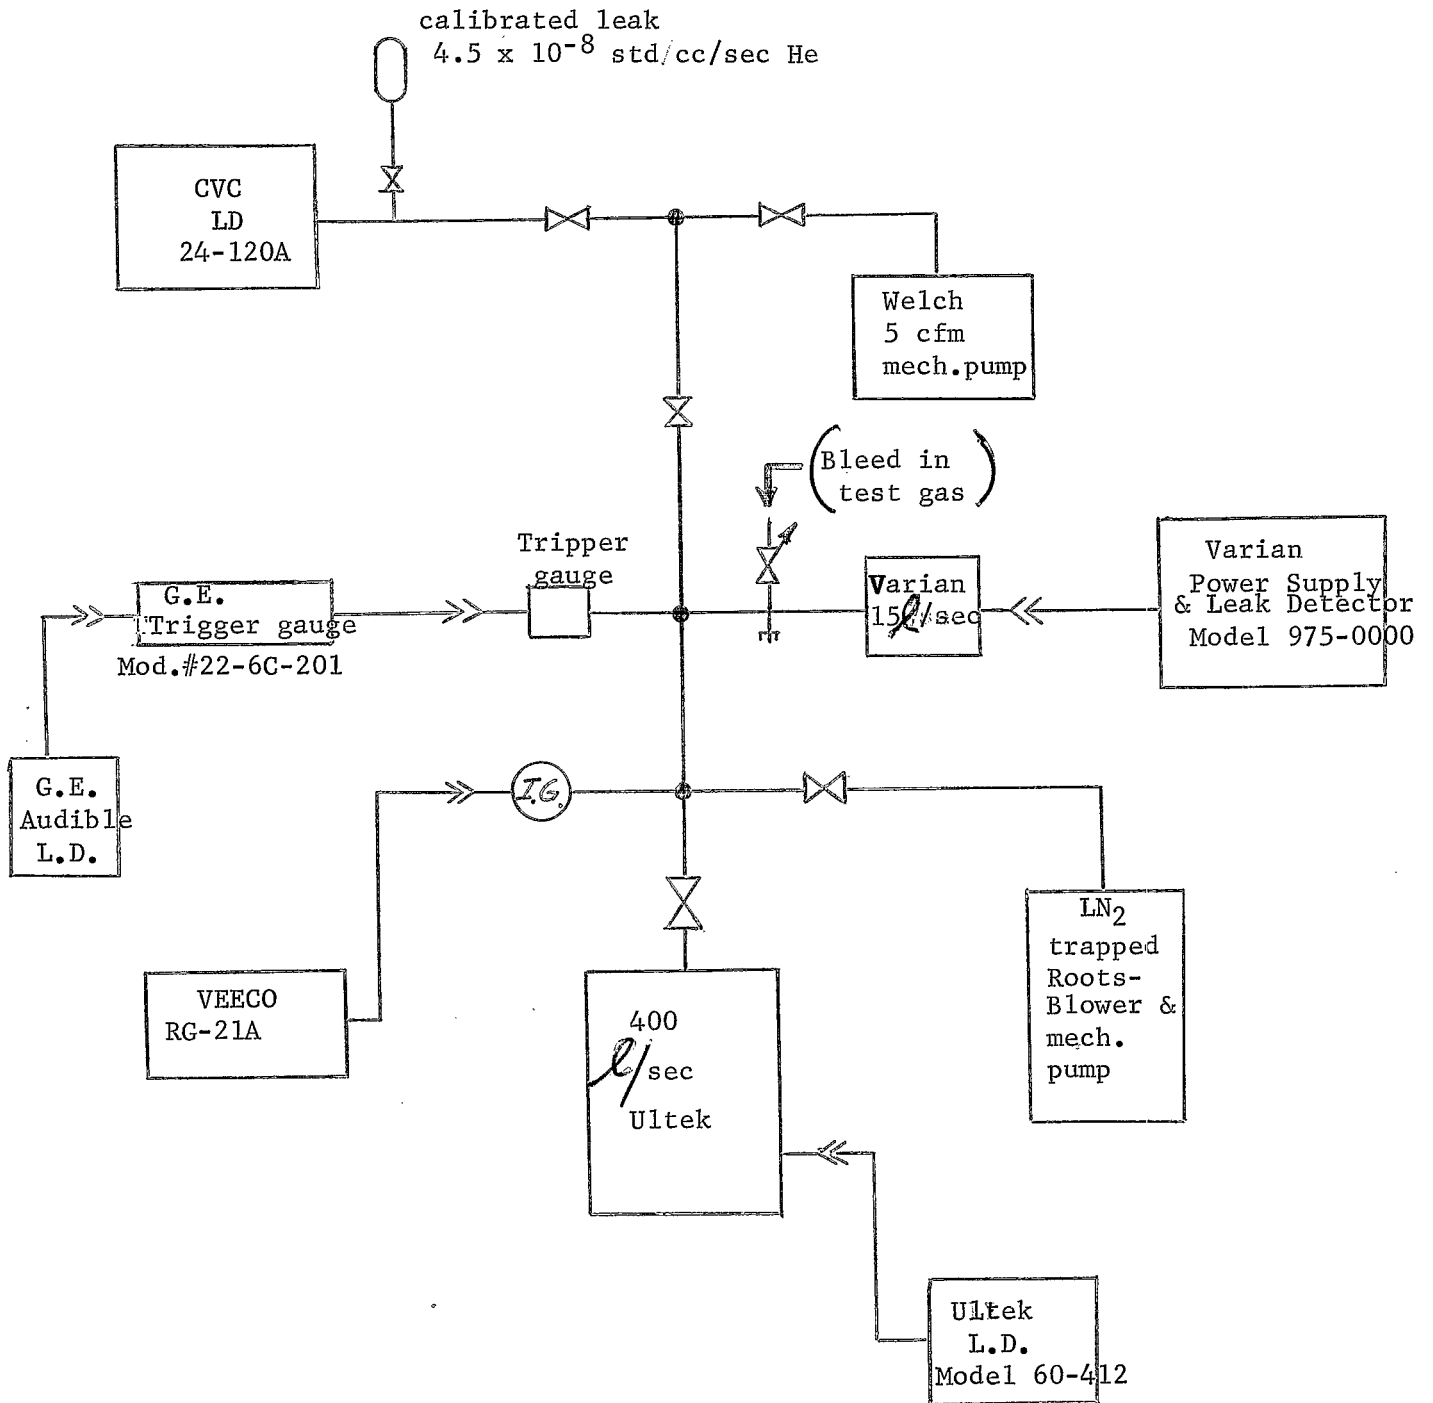 calibrated leak
4.5 x 10-8 std/cc/sec He
CVC
LD
24-120A
Welch
5 cfm
mech.pump
(Bleed in
test gas)
Tripper
gauge
G.E.
Trigger gauge
Mod.#22-6C-201
Varian
15 l/sec
Varian
Power Supply
& Leak Detector
Model 975-0000
G.E.
Audible
L.D.
I.G.
VEECO
RG-21A
LN2
trapped
Roots-
Blower &
mech.
pump
400
l/sec
Ultek
Ultek
L.D.
Model 60-412